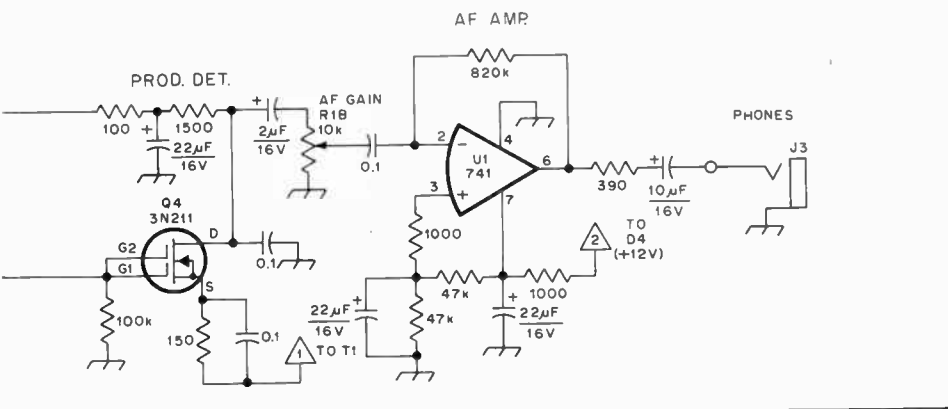 AF AMP.
820k
PROD. DET.
100
1500
+
22µF
16V
+
2µF
16V
AF GAIN
R1B
10k
0.1
2
-
U1
741
3
+
4
6
7
390
+
10µF
16V
PHONES
J3
Q4
3N211
D
G2
G1
S
0.1
100k
150
0.1
1
TO T1
1000
22µF
16V
+
47k
47k
+
22µF
16V
1000
2
TO
D4
(+12V)